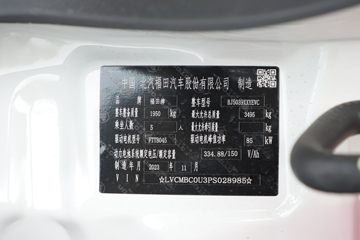 中国 北汽福田汽车股份有限公司 制造
品牌 福田牌 整车型号 BJ5039XXYEVC
整车整备质量 1950 kg 最大允许总质量 3495 kg
乘坐人数 5 人 最大允许牵引质量 kg
驱动电机型号 FTTB045 驱动电机峰值功率 85 kW
动力电池系统额定电压/额定容量 334.88/150 V/Ah
制造年月 2023 年 11 月
VIN ☆LVCMBC0U3PS028985☆